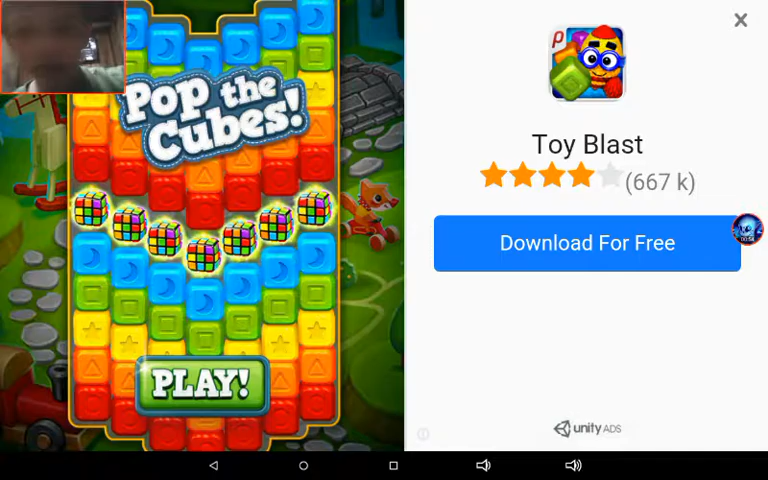 Pop the
Cubes!
PLAY!
Toy Blast
(667 k)
Download For Free
unity ADS